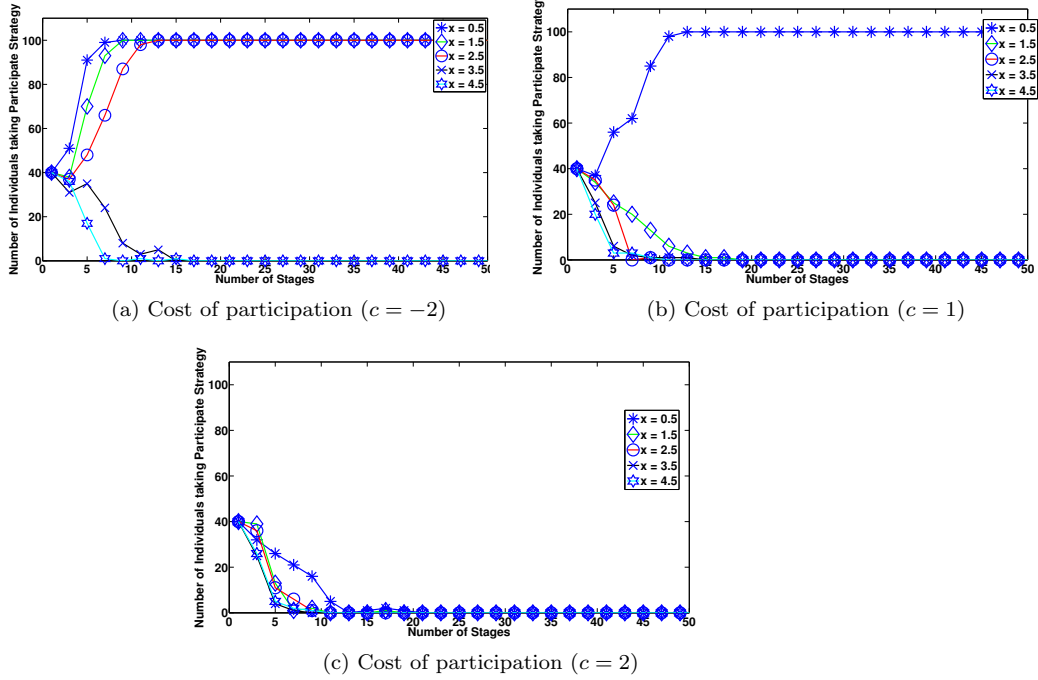 Number of Individuals taking Participate Strategy
100
80
60
40
20
0
0 5 10 15 20 25 30 35 40 45 50
Number of Stages
x = 0.5
x = 1.5
x = 2.5
x = 3.5
x = 4.5
(a) Cost of participation (c = −2)
Number of Individuals taking Participate Strategy
100
80
60
40
20
0
0 5 10 15 20 25 30 35 40 45 50
Number of Stages
x = 0.5
x = 1.5
x = 2.5
x = 3.5
x = 4.5
(b) Cost of participation (c = 1)
Number of Individuals taking Participate Strategy
100
80
60
40
20
0
0 5 10 15 20 25 30 35 40 45 50
Number of Stages
x = 0.5
x = 1.5
x = 2.5
x = 3.5
x = 4.5
(c) Cost of participation (c = 2)